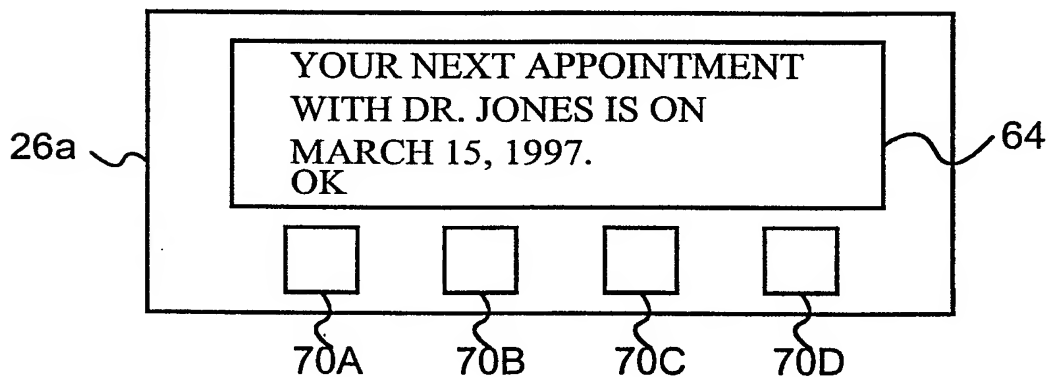 YOUR NEXT APPOINTMENT
WITH DR. JONES IS ON
MARCH 15, 1997.
OK
26a
64
70A 70B 70C 70D